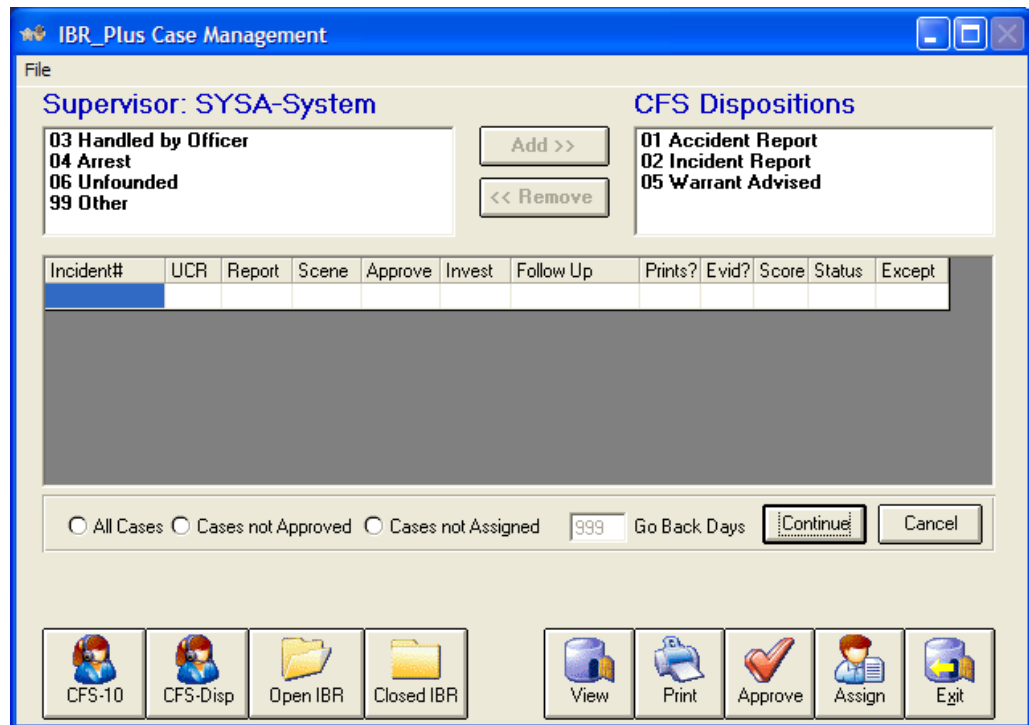 IBR_Plus Case Management
File
Supervisor: SYSA-System
CFS Dispositions
03 Handled by Officer
04 Arrest
06 Unfounded
99 Other
Add >>
<< Remove
01 Accident Report
02 Incident Report
05 Warrant Advised
Incident# UCR Report Scene Approve Invest Follow Up Prints? Evid? Score Status Except
All Cases Cases not Approved Cases not Assigned 999 Go Back Days Continue Cancel
CFS-10 CFS-Disp Open IBR Closed IBR View Print Approve Assign Exit